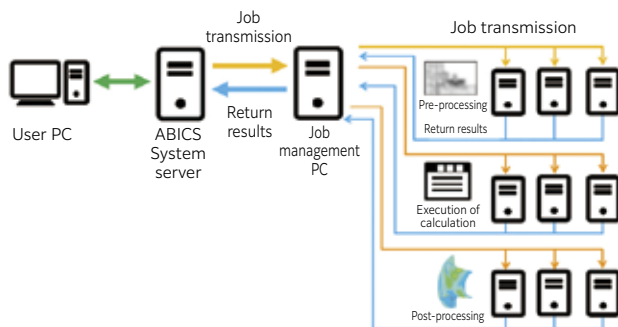 Job
transmission
Return
results
User PC
ABICS
System
server
Job
management
PC
Job transmission
Pre-processing
Return results
Execution of
calculation
Post-processing